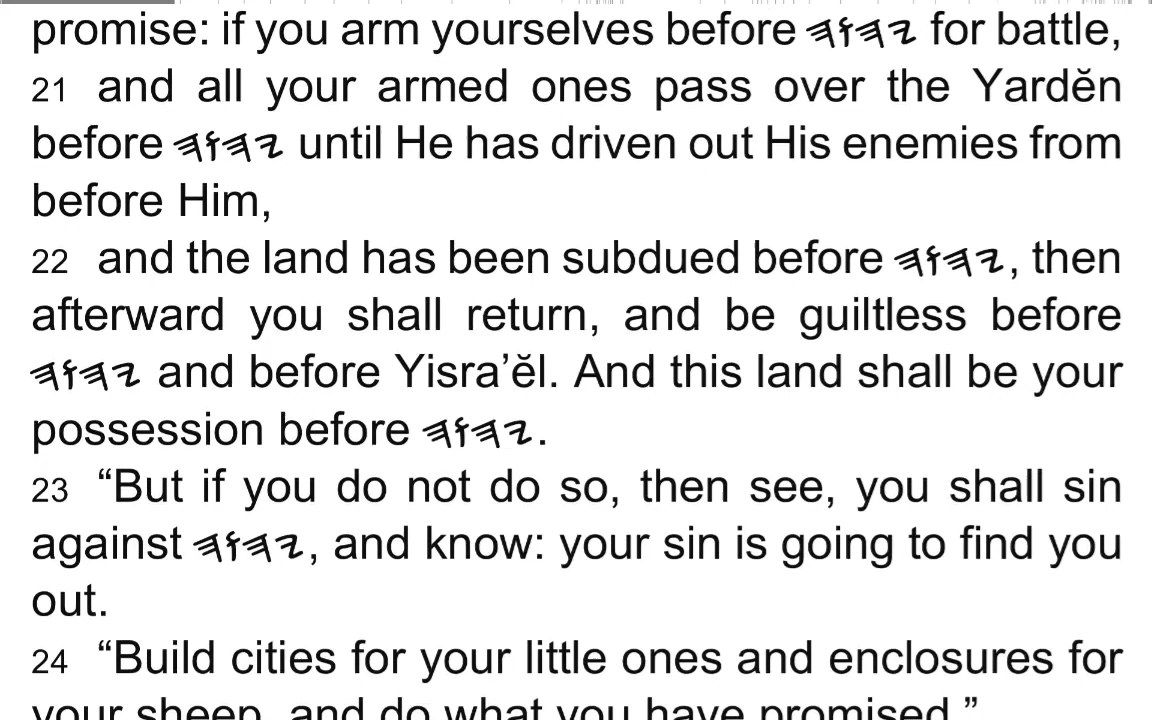 promise: if you arm yourselves before 𐤉𐤄𐤅𐤄 for battle,
21 and all your armed ones pass over the Yardĕn
before 𐤉𐤄𐤅𐤄 until He has driven out His enemies from
before Him,
22 and the land has been subdued before 𐤉𐤄𐤅𐤄, then
afterward you shall return, and be guiltless before
𐤉𐤄𐤅𐤄 and before Yisra’ĕl. And this land shall be your
possession before 𐤉𐤄𐤅𐤄.
23 “But if you do not do so, then see, you shall sin
against 𐤉𐤄𐤅𐤄, and know: your sin is going to find you
out.
24 “Build cities for your little ones and enclosures for
your sheep, and do what you have promised.”